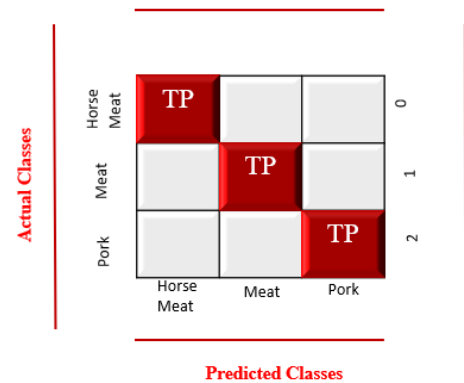 Actual Classes
Horse
Meat
TP
0
Meat
TP
1
Pork
TP
2
Horse
Meat
Meat
Pork
Predicted Classes